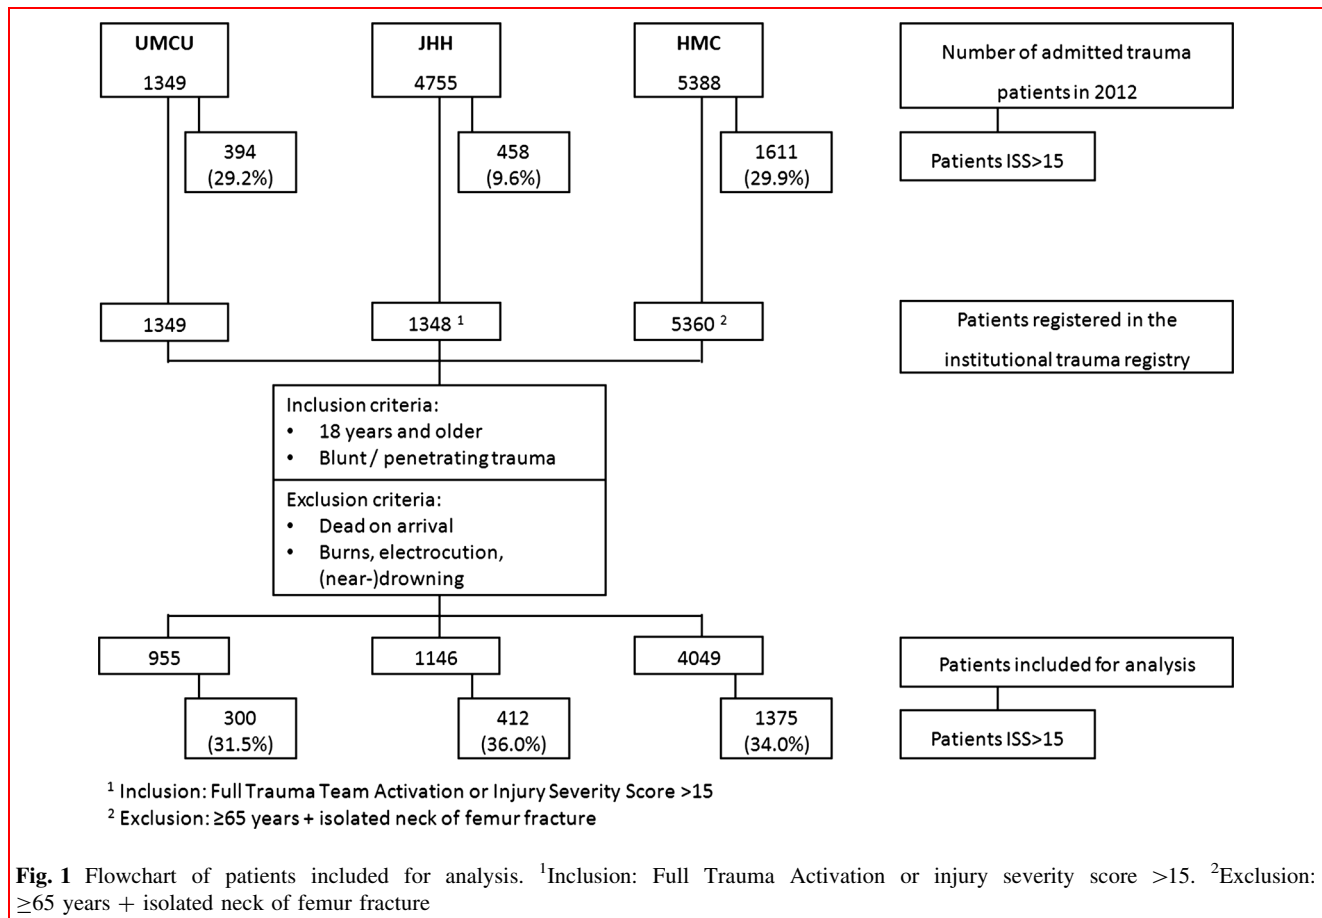 UMCU
1349
JHH
4755
HMC
5388
Number of admitted trauma
patients in 2012
394
(29.2%)
458
(9.6%)
1611
(29.9%)
Patients ISS>15
1349
1348 ¹
5360 ²
Patients registered in the
institutional trauma registry
Inclusion criteria:
• 18 years and older
• Blunt / penetrating trauma
Exclusion criteria:
• Dead on arrival
• Burns, electrocution,
(near-)drowning
955
1146
4049
Patients included for analysis
300
(31.5%)
412
(36.0%)
1375
(34.0%)
Patients ISS>15
¹ Inclusion: Full Trauma Team Activation or Injury Severity Score >15
² Exclusion: ≥65 years + isolated neck of femur fracture
Fig. 1 Flowchart of patients included for analysis. ¹Inclusion: Full Trauma Activation or injury severity score >15. ²Exclusion:
≥65 years + isolated neck of femur fracture